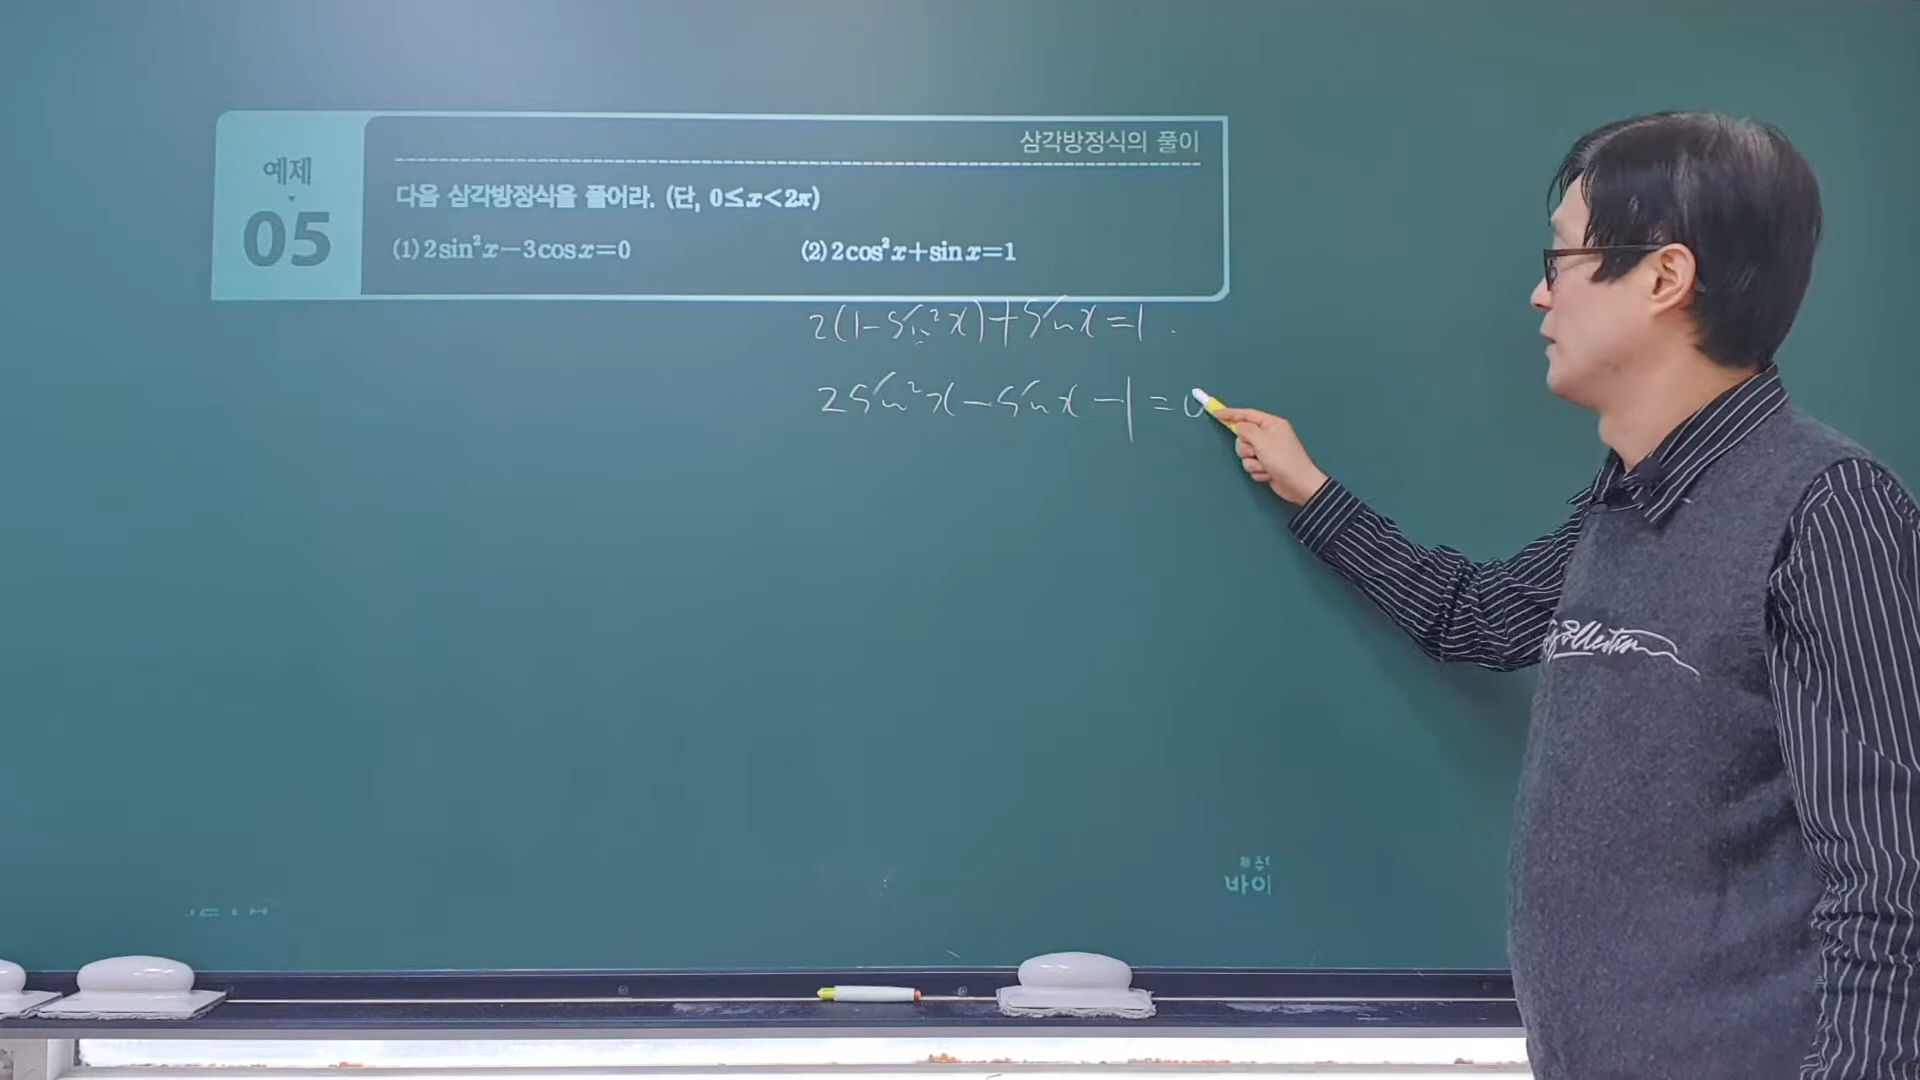 삼각방정식의 풀이
예제
05
다음 삼각방정식을 풀어라. (단, 0≤x<2π)
(1) 2sin²x−3cosx=0
(2) 2cos²x+sinx=1
2(1-sin²x)+sinx=1
2sin²x-sinx-1=0
Collection
바이